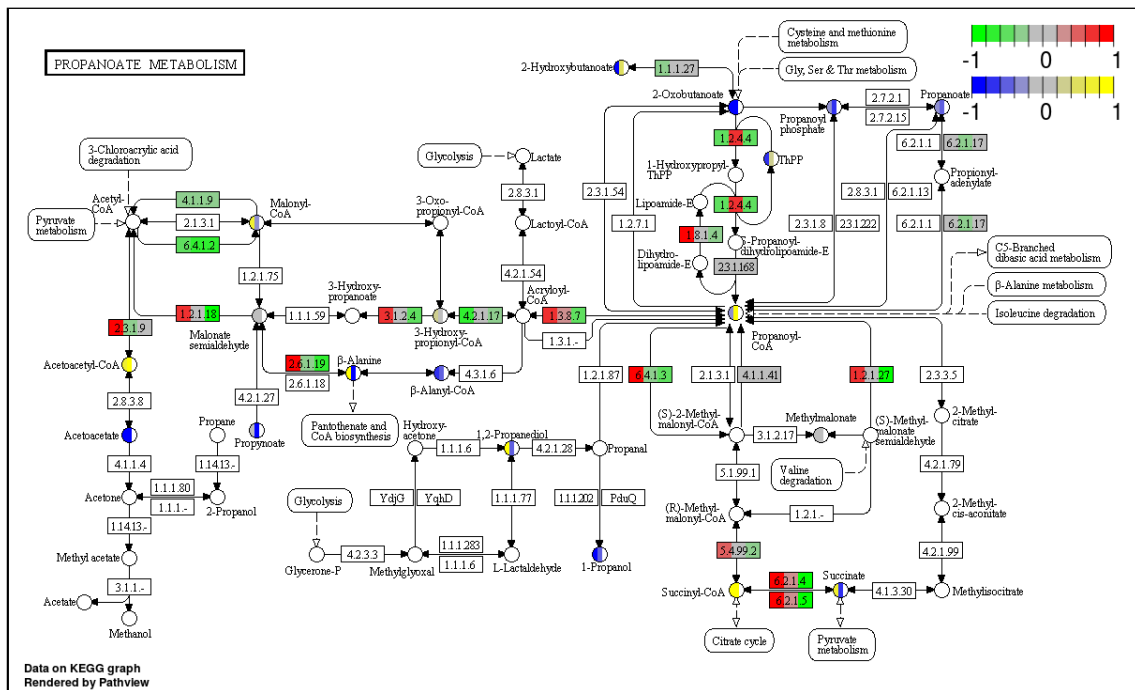 PROPANOATE METABOLISM
Cysteine and methionine
metabolism
Gly, Ser & Thr metabolism
-1
0
1
-1
0
1
2-Hydroxybutanoate
1.1.1.27
2-Oxobutanoate
Propanoyl
phosphate
2.7.2.1
2.7.2.15
Propanoate
3-Chloroacrylic acid
degradation
Glycolysis
Lactate
1.2.4.4
ThPP
1-Hydroxypropyl-
ThPP
6.2.1.1
6.2.1.17
Propionyl-
adenylate
Acetyl-
CoA
4.1.1.9
Malonyl-
CoA
2.8.3.1
2.3.1.54
2.8.3.1
6.2.1.13
Pyruvate
metabolism
2.1.3.1
3-Oxo-
propionyl-CoA
Lactoyl-CoA
Lipoamide-E
1.2.4.4
1.2.7.1
2.3.1.8
2.3.1.222
6.2.1.1
6.2.1.17
6.4.1.2
1.8.1.4
5-Propanoyl-
dihydrolipoamide-E
Dihydro-
lipoamide-E
2.3.1.168
C5-Branched
dibasic acid metabolism
1.2.1.75
4.2.1.54
β-Alanine metabolism
3-Hydroxy-
propanoate
Acryloyl-
CoA
Isoleucine degradation
1.2.1.18
Malonate
semialdehyde
1.1.1.59
3.1.2.4
3-Hydroxy-
propionyl-CoA
4.2.1.17
1.3.8.7
1.3.1.-
Propanoyl-
CoA
2.3.1.9
Acetoacetyl-CoA
2.6.1.19
2.6.1.18
β-Alanine
β-Alanyl-CoA
4.3.1.6
1.2.1.87
6.4.1.3
2.1.3.1
4.1.1.41
1.2.1.27
2.3.3.5
2.8.3.8
4.2.1.27
Pantothenate and
CoA biosynthesis
Acetoacetate
Propane
Propynoate
Hydroxy-
acetone
1,2-Propanediol
(S)-2-Methyl-
malonyl-CoA
Methylmalonate
(S)-Methyl-
malonate
semialdehyde
2-Methyl-
citrate
4.1.1.4
1.14.13.-
1.1.1.6
4.2.1.28
Propanal
3.1.2.17
Valine
degradation
5.1.99.1
4.2.1.79
Acetone
1.1.1.80
1.1.1.-
2-Propanol
Glycolysis
YdjG
YqhD
1.1.1.77
1.1.1.202
PduQ
(R)-Methyl-
malonyl-CoA
1.2.1.-
2-Methyl-
cis-aconitate
1.14.13.-
Methyl acetate
Glycerone-P
4.2.3.3
Methylglyoxal
1.1.1.283
1.1.1.6
L-Lactaldehyde
1-Propanol
5.4.99.2
4.2.1.99
3.1.1.-
Acetate
Methanol
Succinyl-CoA
6.2.1.4
6.2.1.5
Succinate
4.1.3.30
Methylisocitrate
Citrate cycle
Pyruvate
metabolism
Data on KEGG graph
Rendered by Pathview